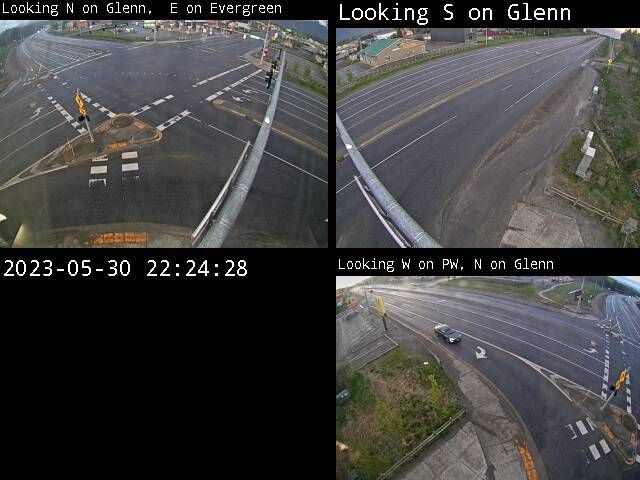 Looking N on Glenn, E on Evergreen
Looking S on Glenn
2023-05-30 22:24:28
Looking W on PW, N on Glenn